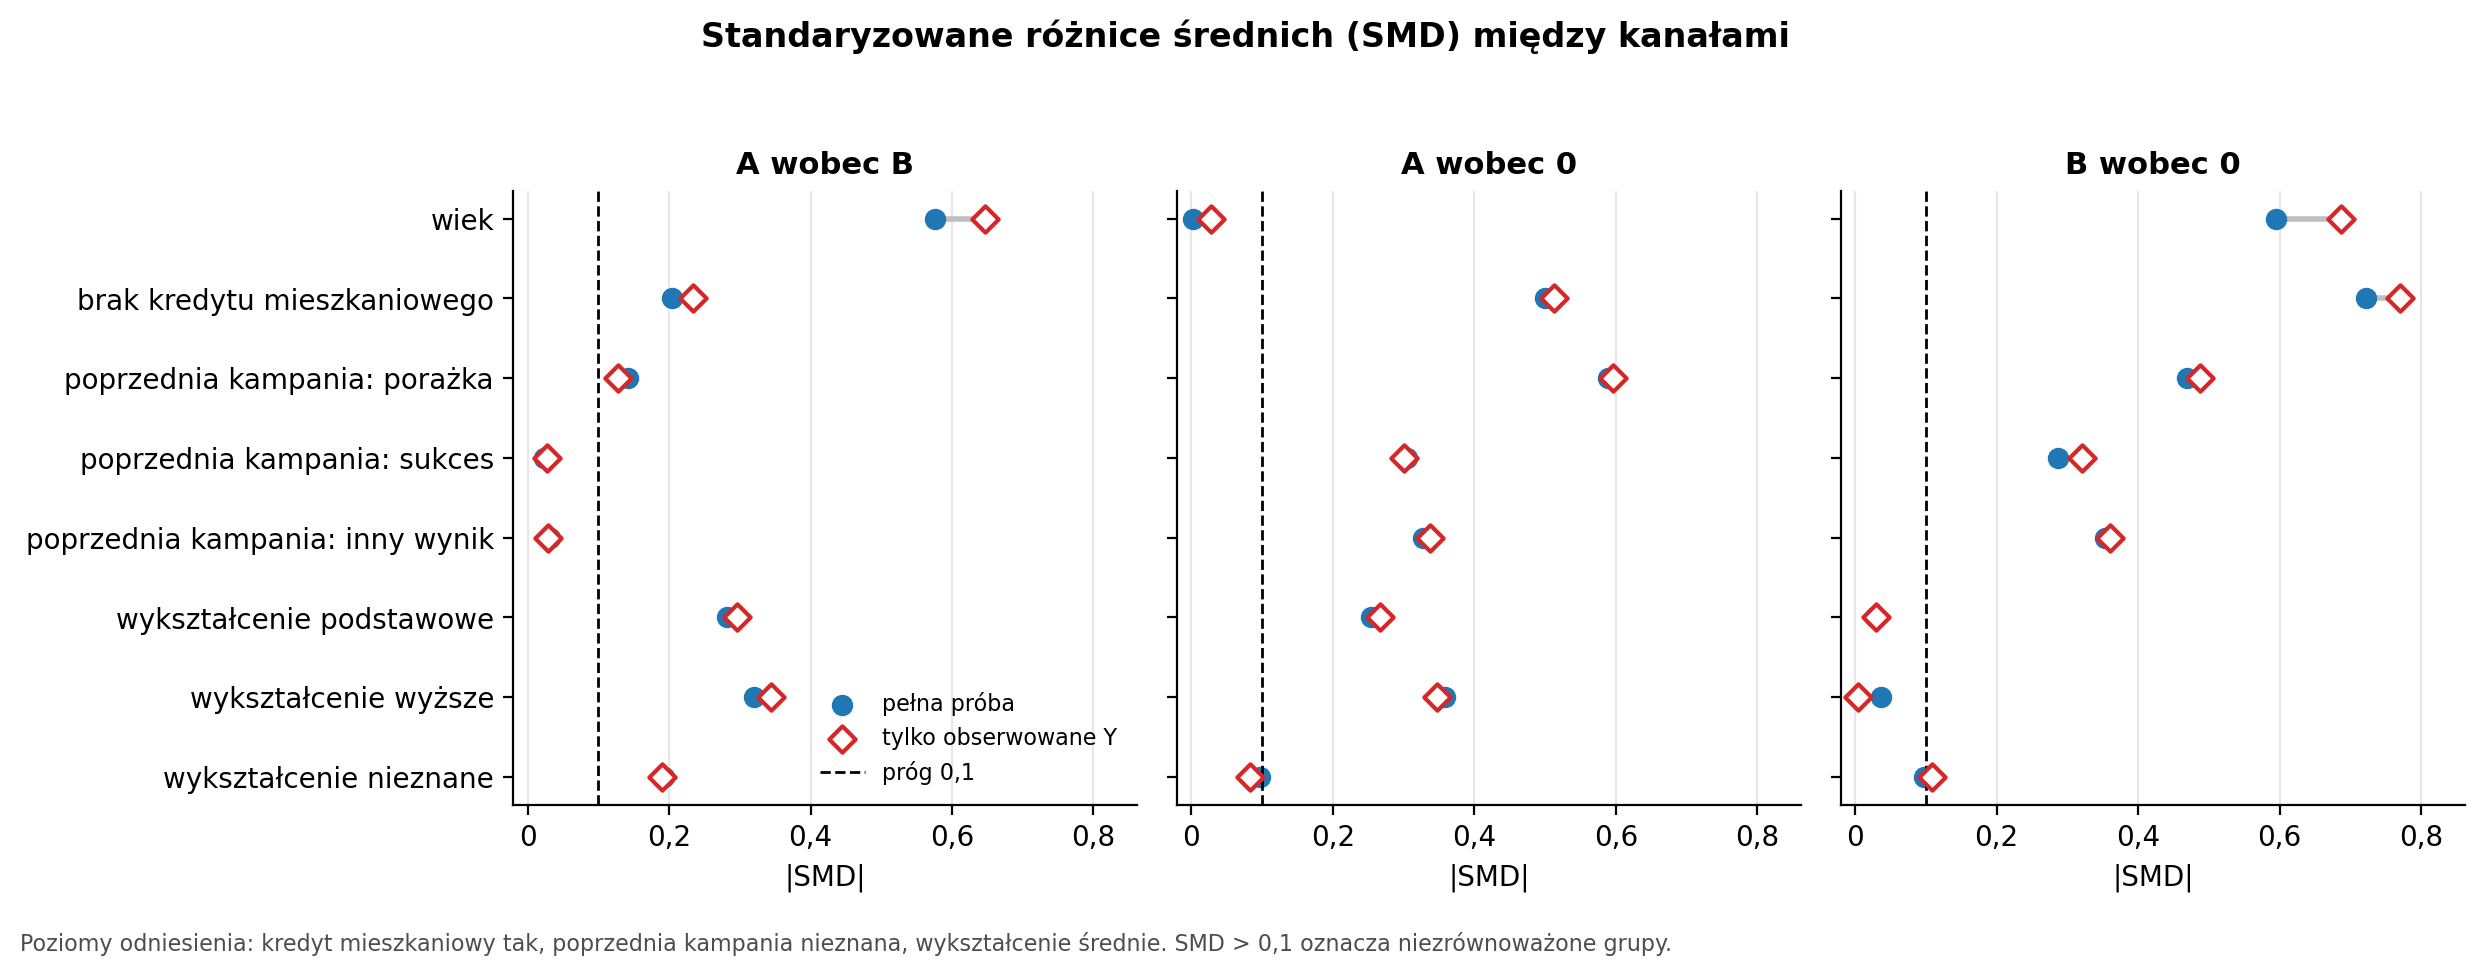 Standaryzowane różnice średnich (SMD) między kanałami
A wobec B
A wobec 0
B wobec 0
wiek
brak kredytu mieszkaniowego
poprzednia kampania: porażka
poprzednia kampania: sukces
poprzednia kampania: inny wynik
wykształcenie podstawowe
wykształcenie wyższe
wykształcenie nieznane
pełna próba
tylko obserwowane Y
próg 0,1
0 0,2 0,4 0,6 0,8
0 0,2 0,4 0,6 0,8
0 0,2 0,4 0,6 0,8
|SMD|
|SMD|
|SMD|
Poziomy odniesienia: kredyt mieszkaniowy tak, poprzednia kampania nieznana, wykształcenie średnie. SMD > 0,1 oznacza niezrównoważone grupy.